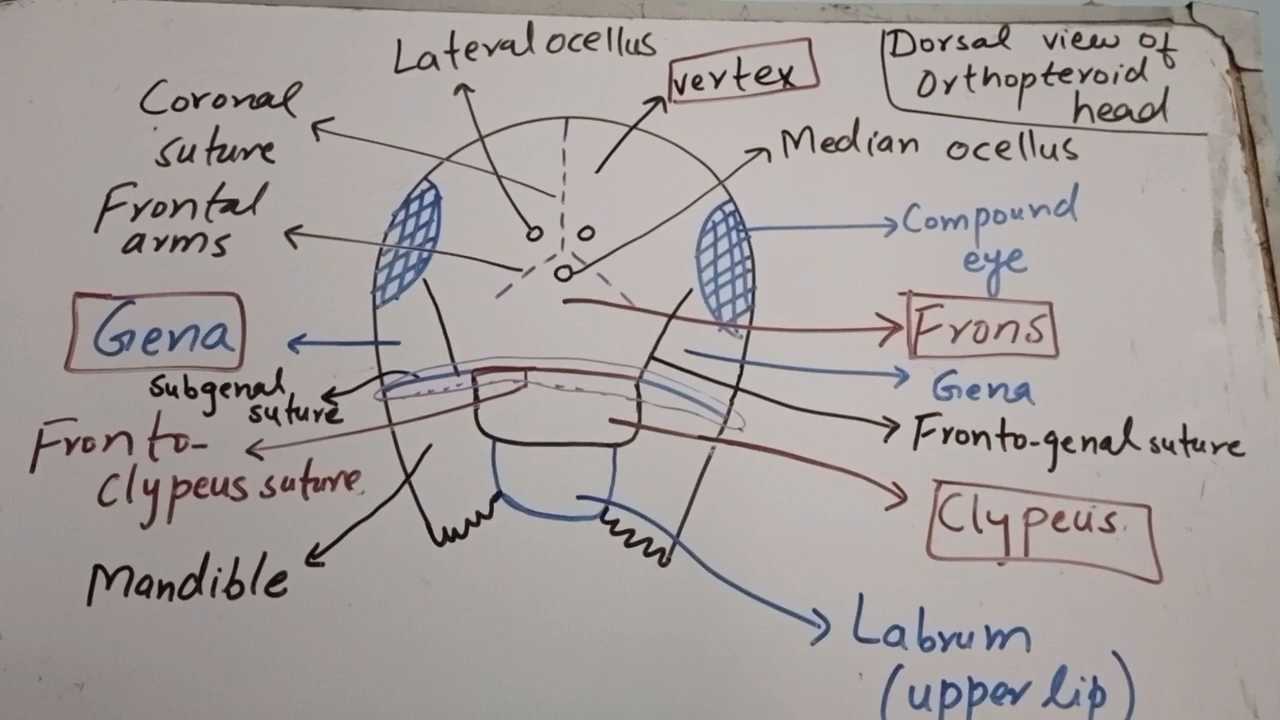 Dorsal view of
Orthopteroid
head
Lateral ocellus
vertex
Coronal
suture
Median ocellus
Frontal
arms
Compound
eye
Gena
Frons
subgenal
suture
Gena
Fronto-
Clypeus suture
Fronto-genal suture
Clypeus.
Mandible
Labrum
(upper lip)